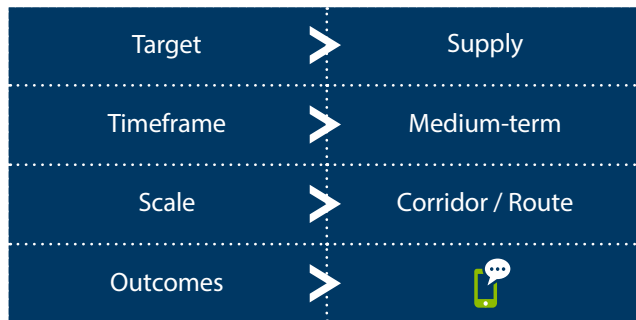 Target Supply
Timeframe Medium-term
Scale Corridor / Route
Outcomes